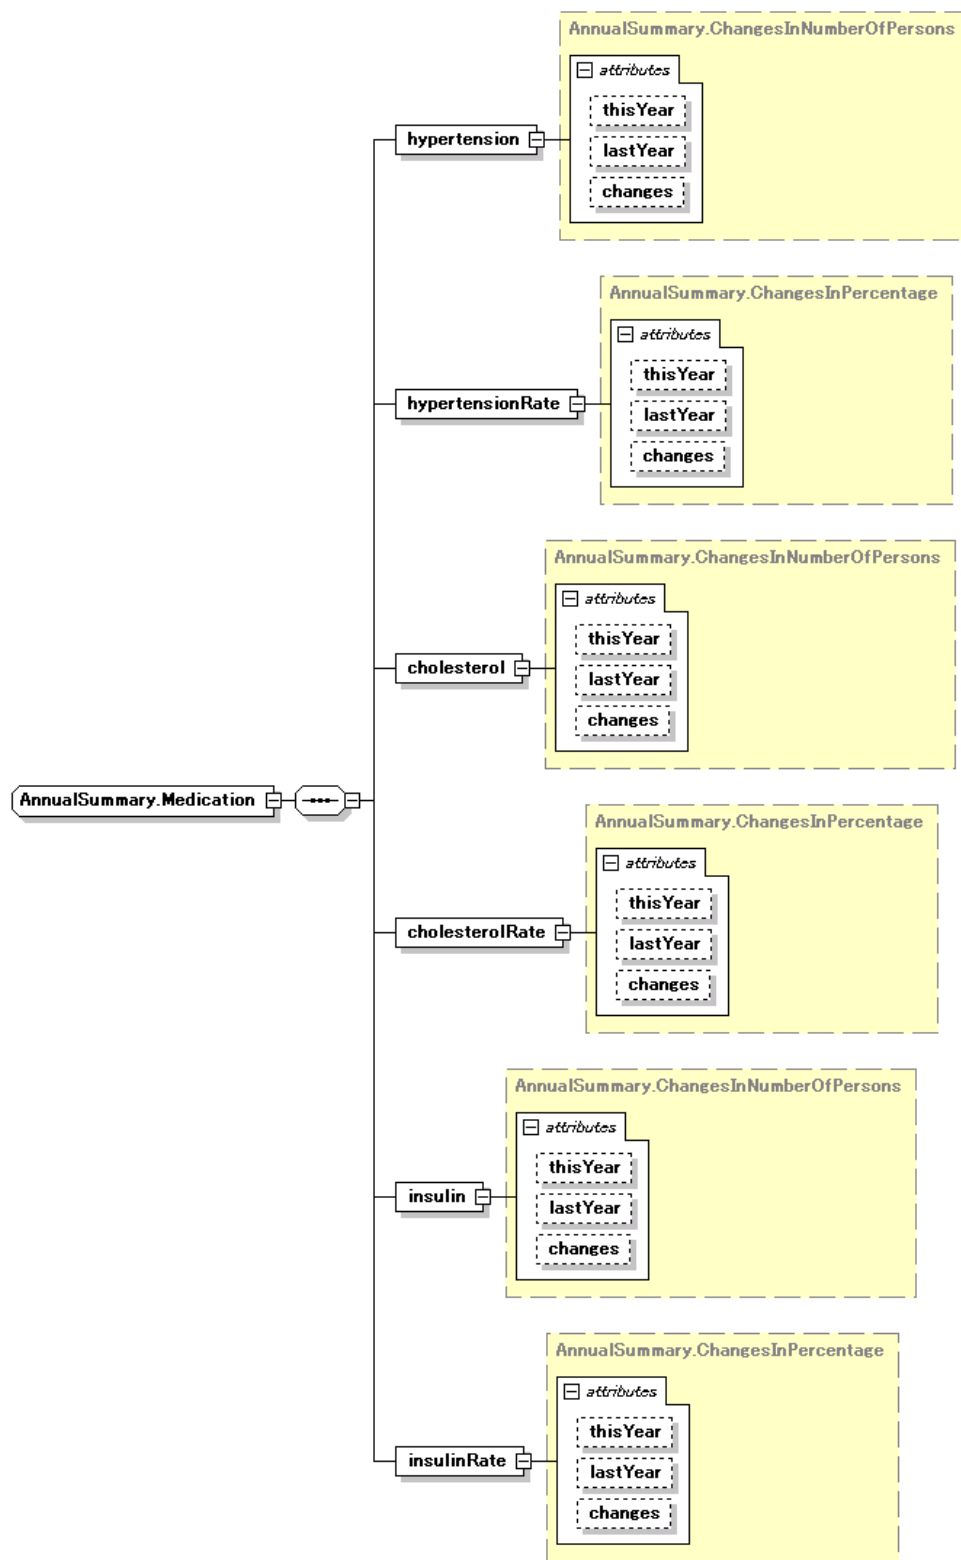 AnnualSummary.ChangesInNumberOfPersons
attributes
thisYear
hypertension
lastYear
changes
AnnualSummary.ChangesInPercentage
attributes
thisYear
hypertensionRate
lastYear
changes
AnnualSummary.ChangesInNumberOfPersons
attributes
thisYear
cholesterol
lastYear
changes
AnnualSummary.Medication
AnnualSummary.ChangesInPercentage
attributes
thisYear
cholesterolRate
lastYear
changes
AnnualSummary.ChangesInNumberOfPersons
attributes
thisYear
insulin
lastYear
changes
AnnualSummary.ChangesInPercentage
attributes
thisYear
insulinRate
lastYear
changes